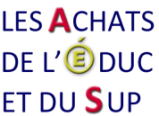 LES ACHATS
DE L'ÉDUC
ET DU SUP